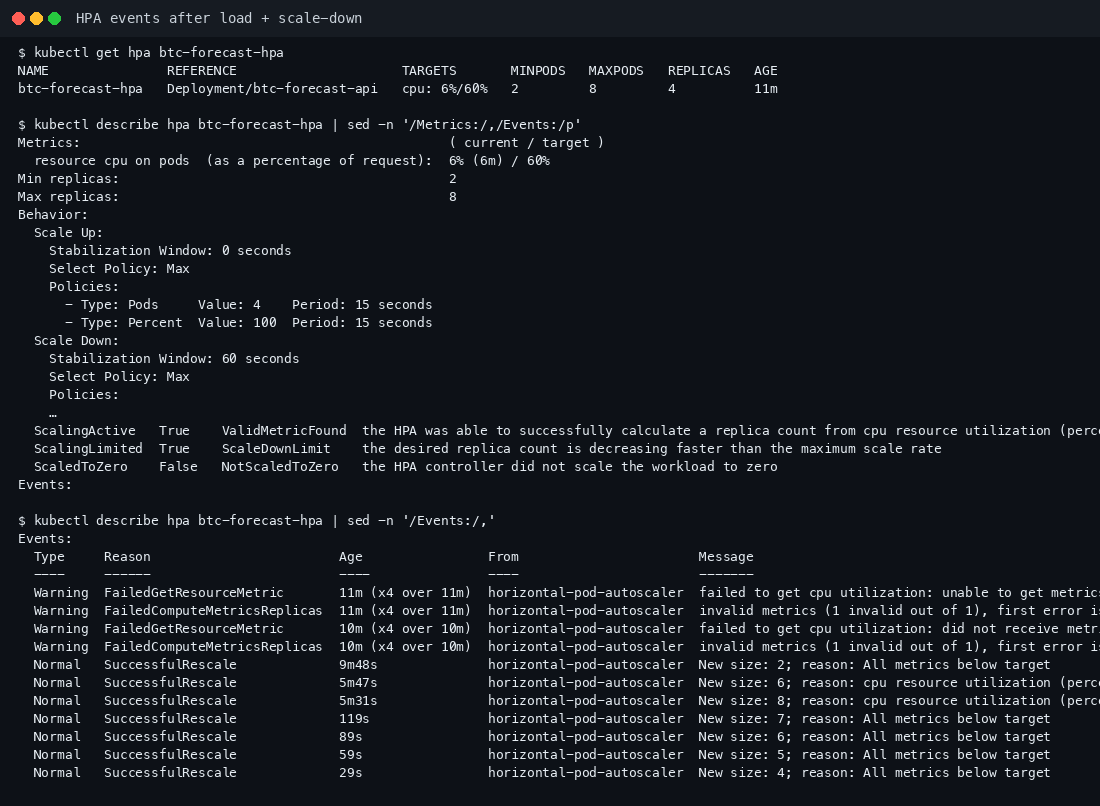 HPA events after load + scale-down
$ kubectl get hpa btc-forecast-hpa
NAME REFERENCE TARGETS MINPODS MAXPODS REPLICAS AGE
btc-forecast-hpa Deployment/btc-forecast-api cpu: 6%/60% 2 8 4 11m
$ kubectl describe hpa btc-forecast-hpa | sed -n '/Metrics:/,/Events:/p'
Metrics: ( current / target )
resource cpu on pods (as a percentage of request): 6% (6m) / 60%
Min replicas: 2
Max replicas: 8
Behavior:
Scale Up:
Stabilization Window: 0 seconds
Select Policy: Max
Policies:
- Type: Pods Value: 4 Period: 15 seconds
- Type: Percent Value: 100 Period: 15 seconds
Scale Down:
Stabilization Window: 60 seconds
Select Policy: Max
Policies:
…
ScalingActive True ValidMetricFound the HPA was able to successfully calculate a replica count from cpu resource utilization (perc
ScalingLimited True ScaleDownLimit the desired replica count is decreasing faster than the maximum scale rate
ScaledToZero False NotScaledToZero the HPA controller did not scale the workload to zero
Events:
$ kubectl describe hpa btc-forecast-hpa | sed -n '/Events:/,'
Events:
Type Reason Age From Message
———— —————— ———— ———— ———————
Warning FailedGetResourceMetric 11m (x4 over 11m) horizontal-pod-autoscaler failed to get cpu utilization: unable to get metrics
Warning FailedComputeMetricsReplicas 11m (x4 over 11m) horizontal-pod-autoscaler invalid metrics (1 invalid out of 1), first error is
Warning FailedGetResourceMetric 10m (x4 over 10m) horizontal-pod-autoscaler failed to get cpu utilization: did not receive metr
Warning FailedComputeMetricsReplicas 10m (x4 over 10m) horizontal-pod-autoscaler invalid metrics (1 invalid out of 1), first error is
Normal SuccessfulRescale 9m48s horizontal-pod-autoscaler New size: 2; reason: All metrics below target
Normal SuccessfulRescale 5m47s horizontal-pod-autoscaler New size: 6; reason: cpu resource utilization (perc
Normal SuccessfulRescale 5m31s horizontal-pod-autoscaler New size: 8; reason: cpu resource utilization (perc
Normal SuccessfulRescale 119s horizontal-pod-autoscaler New size: 7; reason: All metrics below target
Normal SuccessfulRescale 89s horizontal-pod-autoscaler New size: 6; reason: All metrics below target
Normal SuccessfulRescale 59s horizontal-pod-autoscaler New size: 5; reason: All metrics below target
Normal SuccessfulRescale 29s horizontal-pod-autoscaler New size: 4; reason: All metrics below target